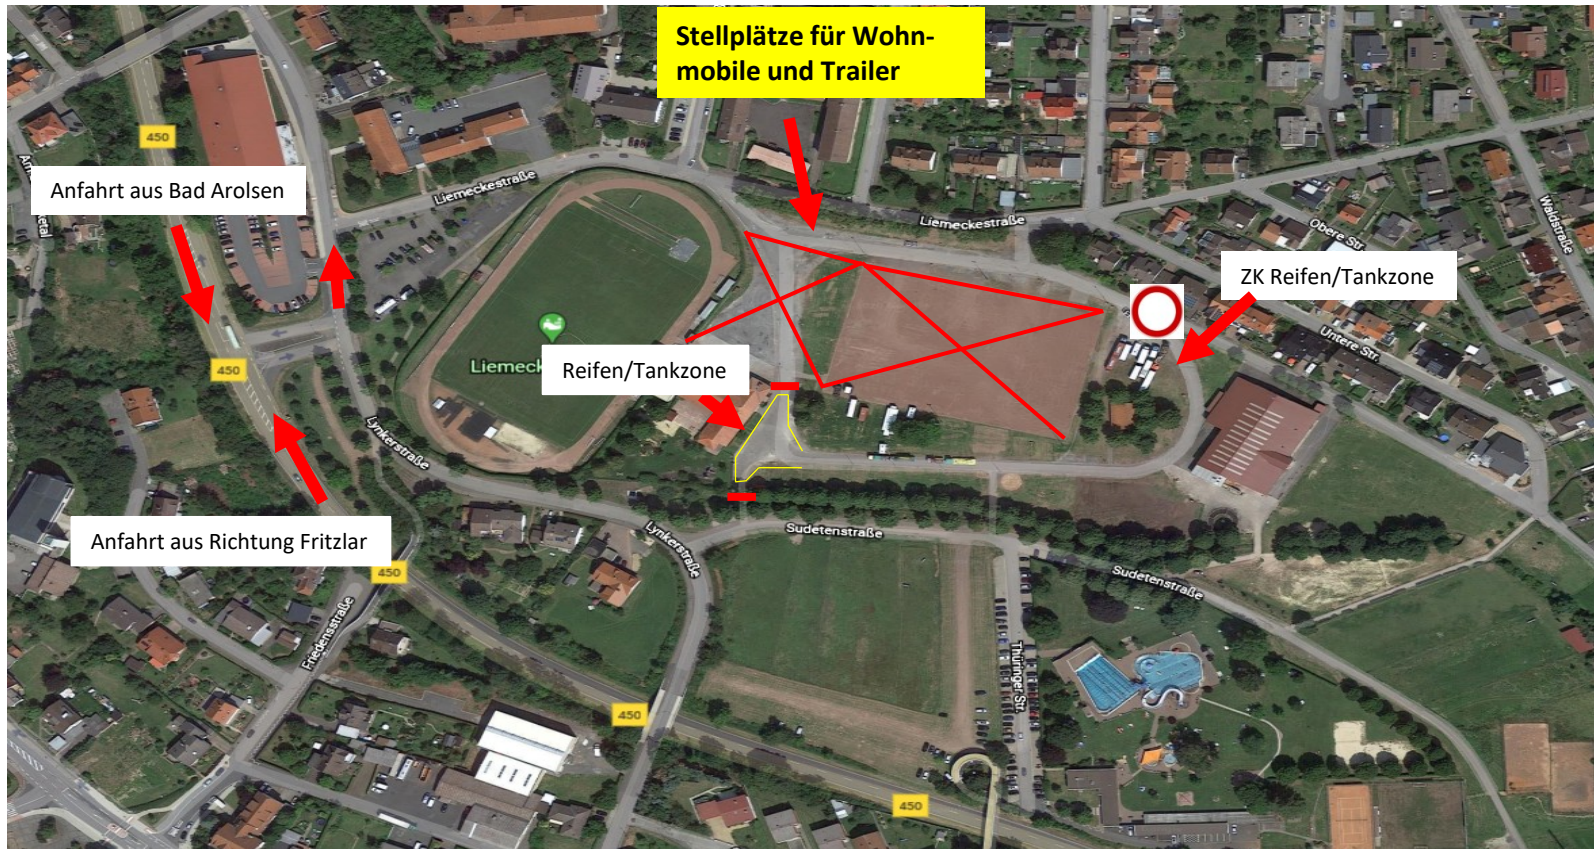 Stellplätze für Wohn-
mobile und Trailer
450
Anfahrt aus Bad Arolsen
Liemeckestraße
Liemeckestraße
Waldstraße
Obere Str.
ZK Reifen/Tankzone
Untere Str.
450
Liemeck
Reifen/Tankzone
Lynkerstraße
Anfahrt aus Richtung Fritzlar
Lynkerstraße
Sudetenstraße
450
Sudetenstraße
Friedensstraße
Thüringer Str.
450
450